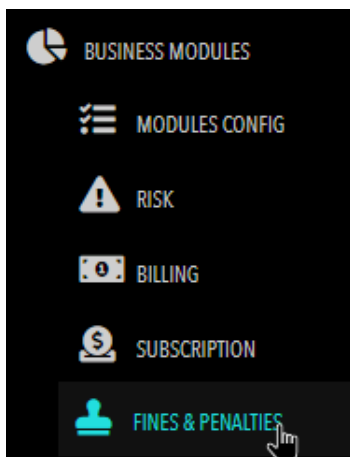 BUSINESS MODULES
MODULES CONFIG
RISK
BILLING
SUBSCRIPTION
FINES & PENALTIES